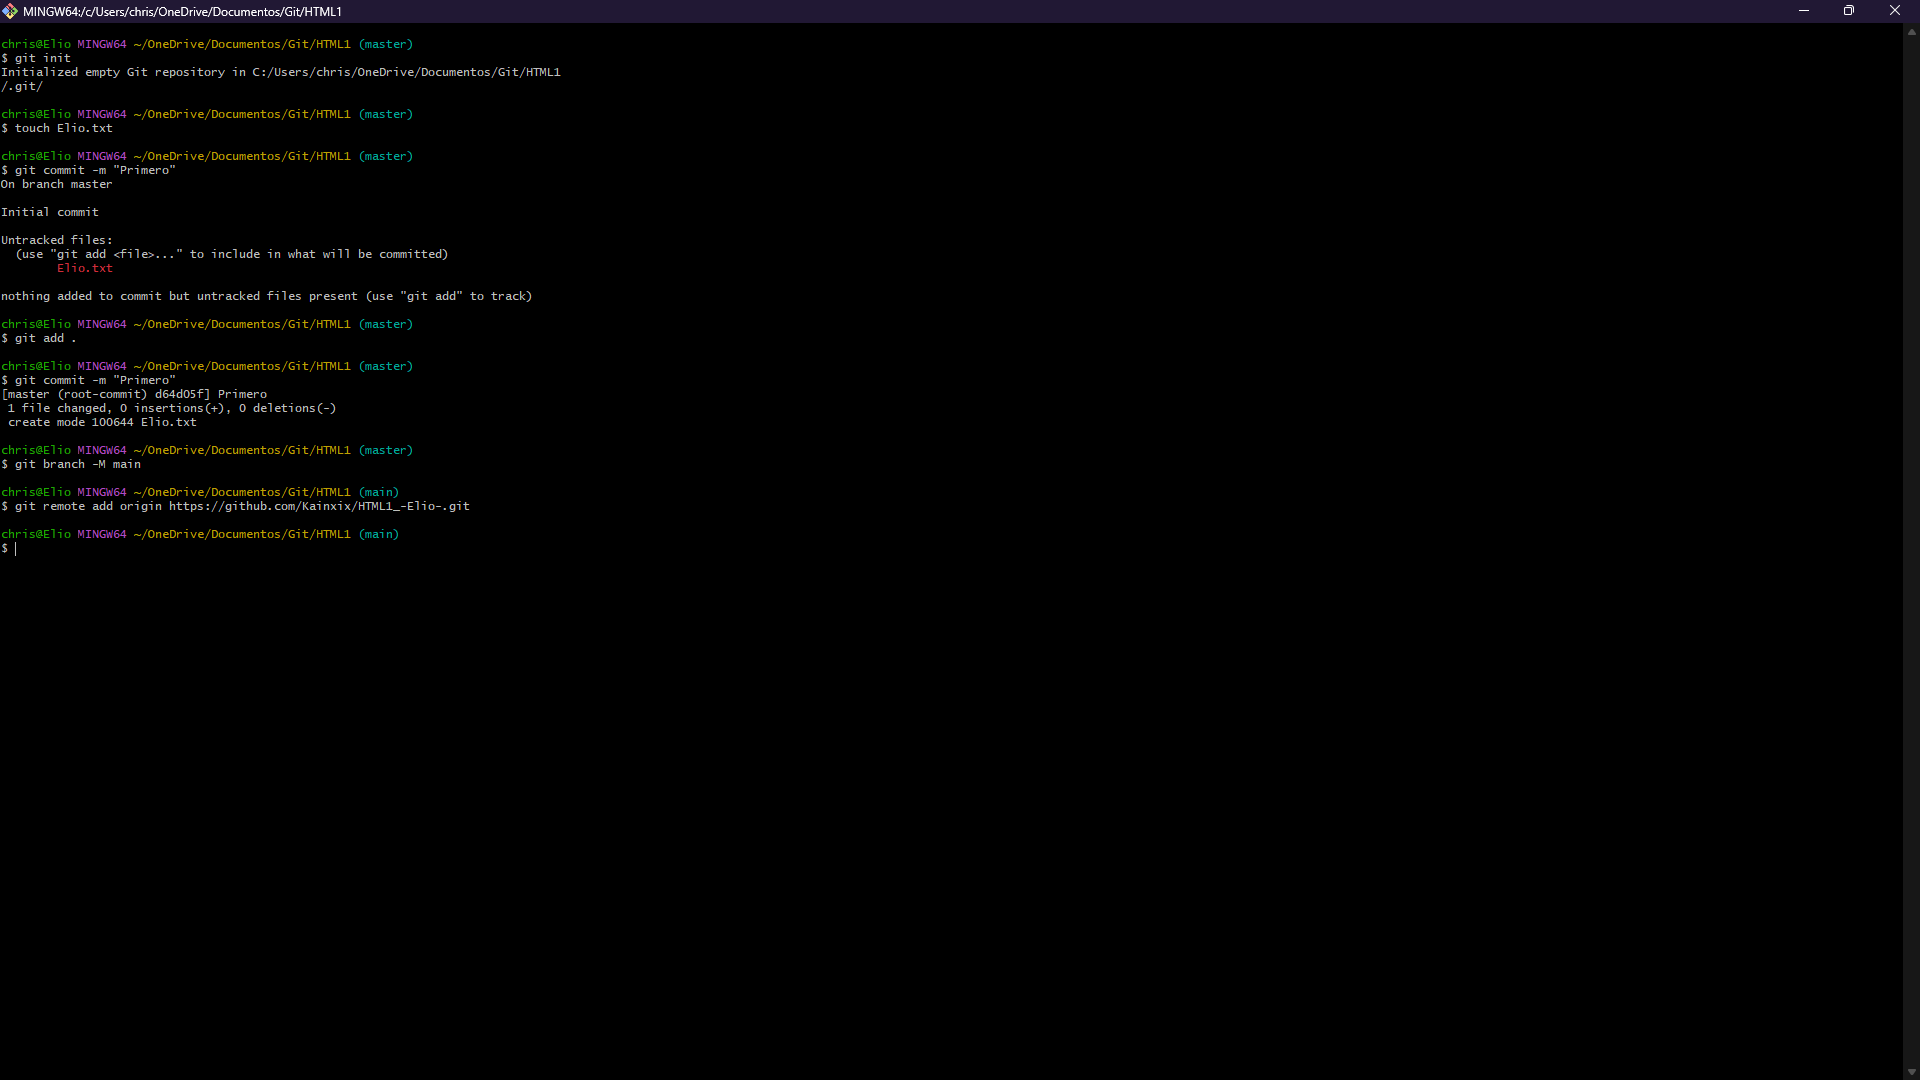 MINGW64:/c/Users/chris/OneDrive/Documentos/Git/HTML1
chris@Elio MINGW64 ~/OneDrive/Documentos/Git/HTML1 (master)
$ git init
Initialized empty Git repository in C:/Users/chris/OneDrive/Documentos/Git/HTML1
/.git/
chris@Elio MINGW64 ~/OneDrive/Documentos/Git/HTML1 (master)
$ touch Elio.txt
chris@Elio MINGW64 ~/OneDrive/Documentos/Git/HTML1 (master)
$ git commit -m "Primero"
On branch master
Initial commit
Untracked files:
  (use "git add <file>..." to include in what will be committed)
        Elio.txt
nothing added to commit but untracked files present (use "git add" to track)
chris@Elio MINGW64 ~/OneDrive/Documentos/Git/HTML1 (master)
$ git add .
chris@Elio MINGW64 ~/OneDrive/Documentos/Git/HTML1 (master)
$ git commit -m "Primero"
[master (root-commit) d64d05f] Primero
 1 file changed, 0 insertions(+), 0 deletions(-)
 create mode 100644 Elio.txt
chris@Elio MINGW64 ~/OneDrive/Documentos/Git/HTML1 (master)
$ git branch -M main
chris@Elio MINGW64 ~/OneDrive/Documentos/Git/HTML1 (main)
$ git remote add origin https://github.com/Kainxix/HTML1_-Elio-.git
chris@Elio MINGW64 ~/OneDrive/Documentos/Git/HTML1 (main)
$